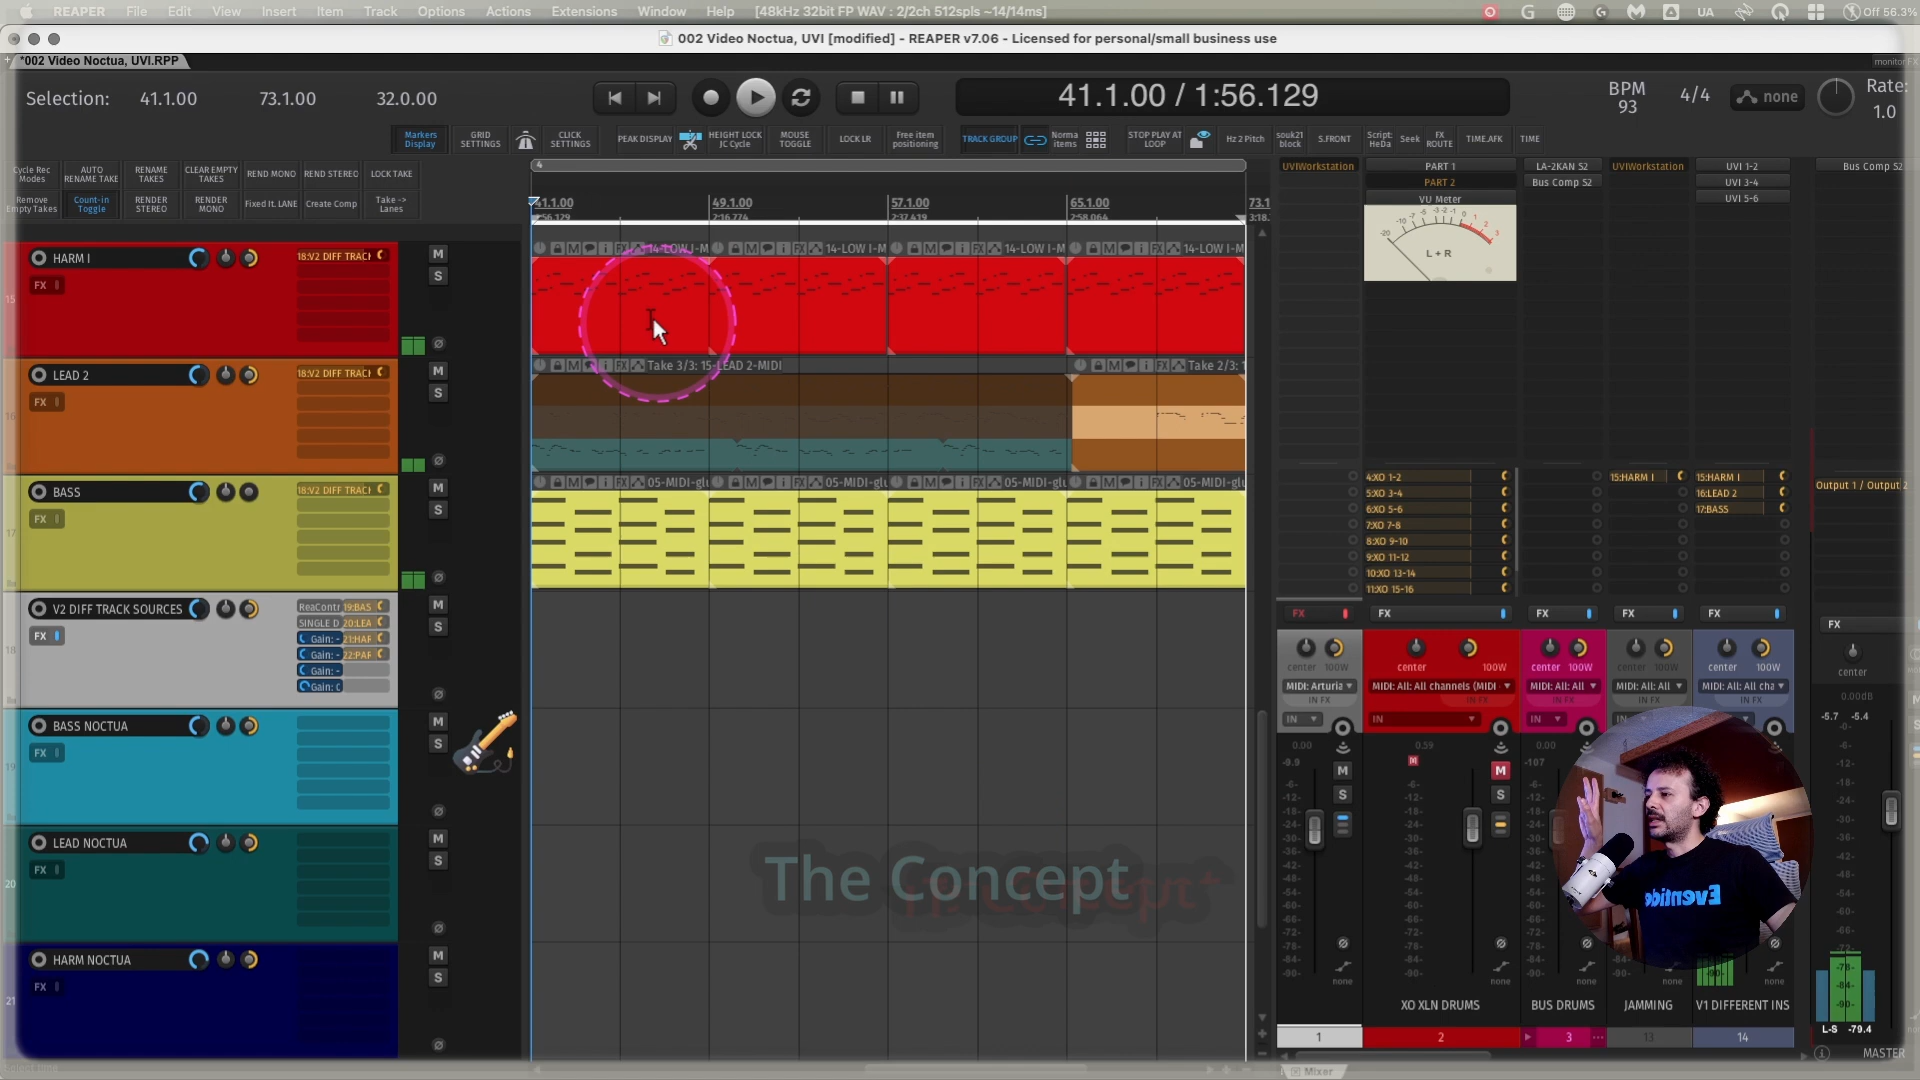 REAPER File Edit View Insert Item Track Options Actions Extensions Window Help [48kHz 32bit FP WAV : 2/2ch 512spls ~14/14ms]
UA Off 56.3%
002 Video Noctua, UVI [modified] - REAPER v7.06 - Licensed for personal/small business use
*002 Video Noctua, UVI.RPP
monitor FX
Selection: 41.1.00 73.1.00 32.0.00
41.1.00 / 1:56.129
BPM
93
4/4
none
Rate:
1.0
Markers Display
GRID SETTINGS
CLICK SETTINGS
PEAK DISPLAY
HEIGHT LOCK JC Cycle
MOUSE TOGGLE
LOCK LR
Free item positioning
TRACK GROUP
Norma items
STOP PLAY AT LOOP
Hz 2 Pitch
souk21 block
S.FRONT
Script: HeDa
Seek
FX ROUTE
TIME.AFK
TIME
Cycle Rec Modes
AUTO RENAME TAKE
RENAME TAKES
CLEAR EMPTY TAKES
REND MONO
REND STEREO
LOCK TAKE
Remove Empty Takes
Count-in Toggle
RENDER STEREO
RENDER MONO
Fixed It. LANE
Create Comp
Take -> Lanes
4
41.1.00 49.1.00 57.1.00 65.1.00 73.1
2:16.774 2:37.419 2:58.064 3:18.
HARM I
18:V2 DIFF TRACK
FX
M
S
15
14-LOW I-M 14-LOW I-M 14-LOW I-M 14-LOW I-M
LEAD 2
18:V2 DIFF TRACK
FX
M
S
16
Take 3/3: 15-LEAD 2-MIDI
Take 2/3: 1
BASS
18:V2 DIFF TRACK
FX
M
S
17
05-MIDI-glu 05-MIDI-glu 05-MIDI-glu 05-MIDI-glu
V2 DIFF TRACK SOURCES
ReaContr 19:BAS
SINGLE D 20:LEA
Gain: - 21:HAR
Gain: - 22:PAR
Gain: -
Gain: 0
FX
M
S
18
BASS NOCTUA
FX
M
S
19
LEAD NOCTUA
FX
M
S
20
HARM NOCTUA
FX
M
S
21
The Concept
UVIWorkstation
PART 1
PART 2
VU Meter
L + R
LA-2KAN S2
Bus Comp S2
UVIWorkstation
UVI 1-2
UVI 3-4
UVI 5-6
Bus Comp S2
4:XO 1-2
5:XO 3-4
6:XO 5-6
7:XO 7-8
8:XO 9-10
9:XO 11-12
10:XO 13-14
11:XO 15-16
15:HARM I
15:HARM I
16:LEAD 2
17:BASS
Output 1 / Output 2
FX FX FX FX FX FX
center 100W center 100W center 100W center 100W center 100W center
MIDI: Arturia
MIDI: All: All channels (MIDI
MIDI: All: All
MIDI: All: All
MIDI: All: All cha
IN FX
IN
0.00 0.59 0.00
0.00dB
-9.9 -107 -5.7 -5.4
M
S
none
Eventide
XO XLN DRUMS
BUS DRUMS
JAMMING
V1 DIFFERENT INS
L-S -79.4
1 2 3 13 14
MASTER
Mixer